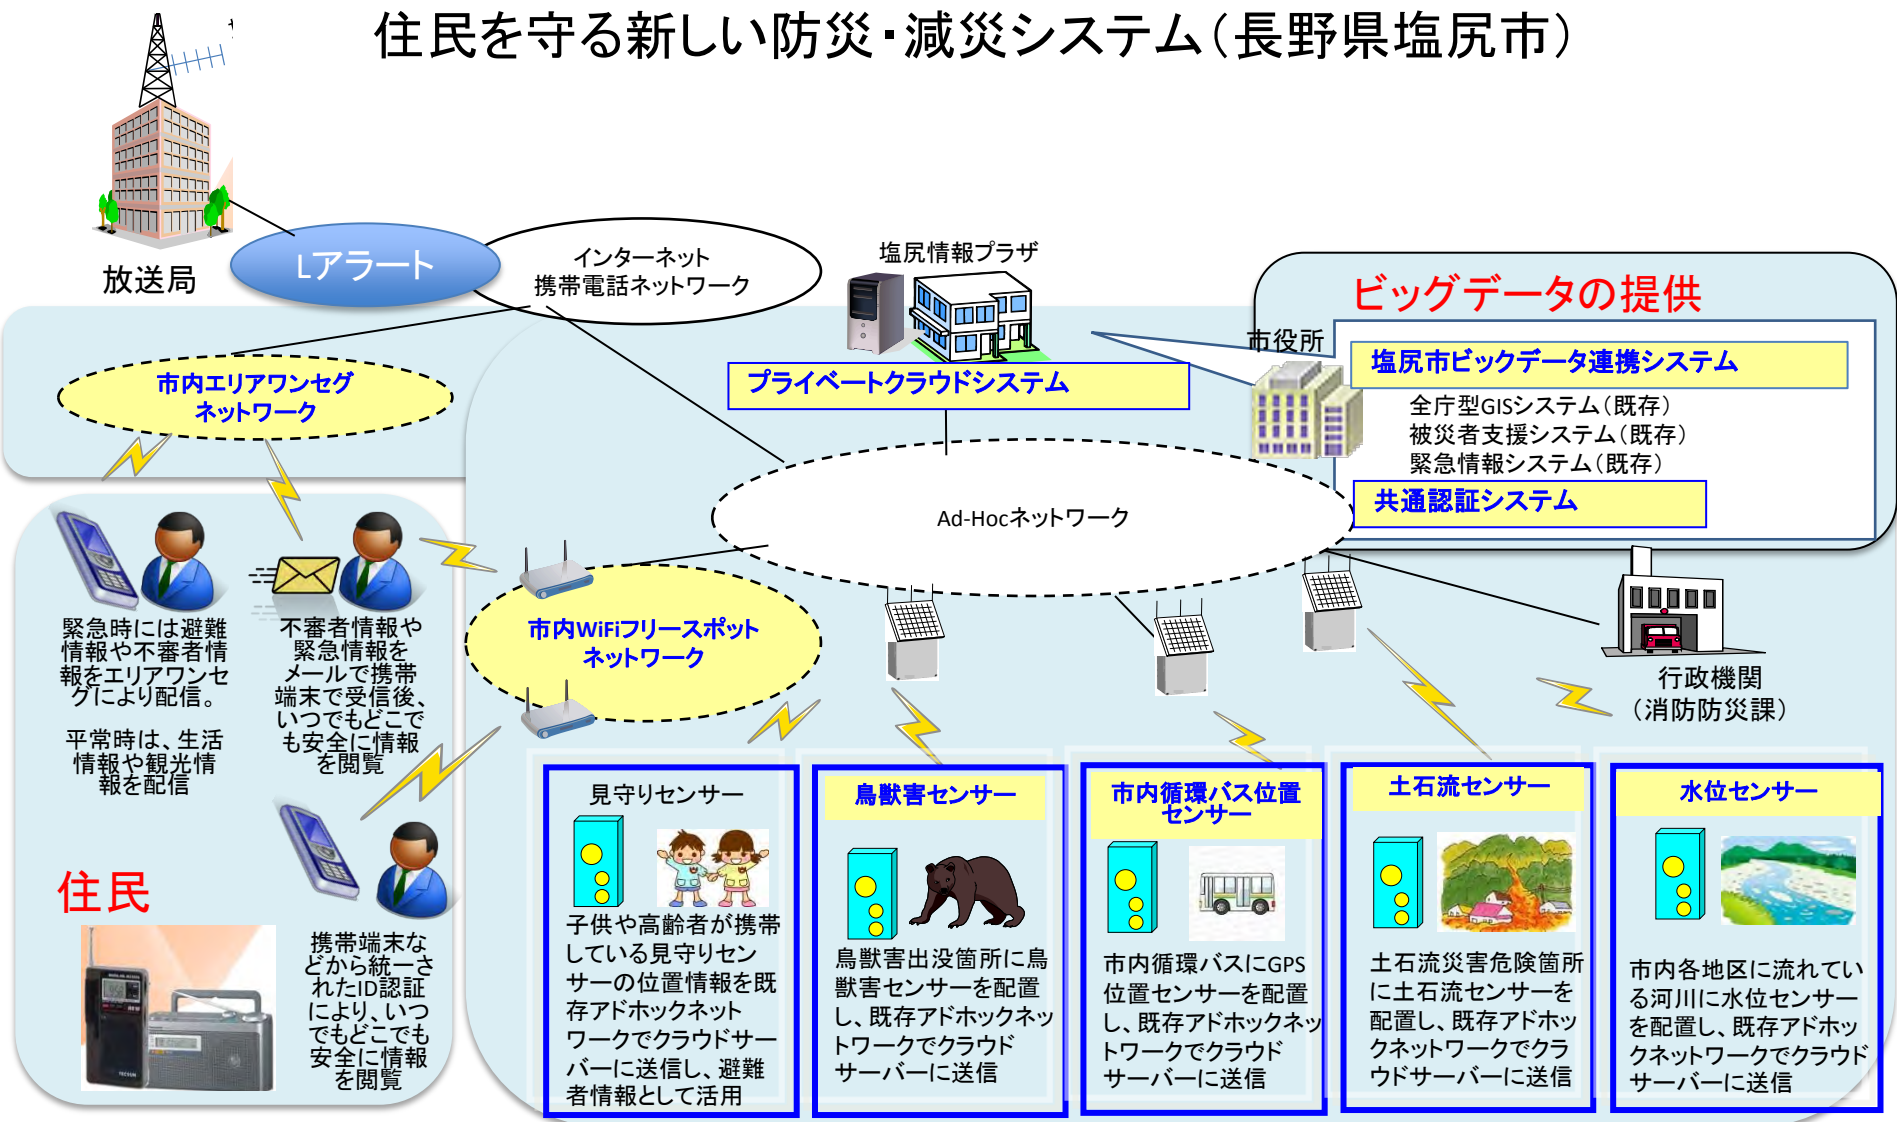 住民を守る新しい防災・減災システム（長野県塩尻市）
放送局
Lアラート
インターネット
携帯電話ネットワーク
塩尻情報プラザ
プライベートクラウドシステム
ビッグデータの提供
市役所
塩尻市ビックデータ連携システム
全庁型GISシステム（既存）
被災者支援システム（既存）
緊急情報システム（既存）
共通認証システム
市内エリアワンセグ
ネットワーク
Ad-Hocネットワーク
市内WiFiフリースポット
ネットワーク
行政機関
（消防防災課）
緊急時には避難
情報や不審者情
報をエリアワンセ
グにより配信。
平常時は、生活
情報や観光情
報を配信
不審者情報や
緊急情報を
メールで携帯
端末で受信後、
いつでもどこで
も安全に情報
を閲覧
住民
携帯端末な
どから統一さ
れたID認証
により、いつ
でもどこでも
安全に情報
を閲覧
見守りセンサー
子供や高齢者が携帯
している見守りセン
サーの位置情報を既
存アドホックネット
ワークでクラウドサー
バーに送信し、避難
者情報として活用
鳥獣害センサー
鳥獣害出没箇所に鳥
獣害センサーを配置
し、既存アドホックネッ
トワークでクラウド
サーバーに送信
市内循環バス位置
センサー
市内循環バスにGPS
位置センサーを配置
し、既存アドホックネッ
トワークでクラウド
サーバーに送信
土石流センサー
土石流災害危険箇所
に土石流センサーを
配置し、既存アドホッ
クネットワークでクラ
ウドサーバーに送信
水位センサー
市内各地区に流れてい
る河川に水位センサー
を配置し、既存アドホッ
クネットワークでクラウド
サーバーに送信
TECSUN